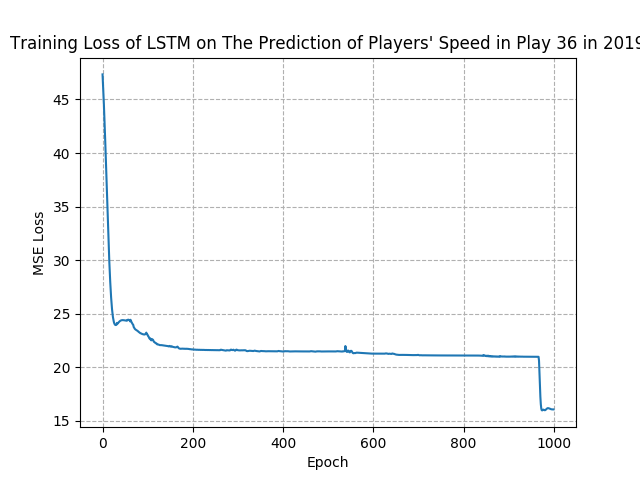 Training Loss of LSTM on The Prediction of Players' Speed in Play 36 in 2019
MSE Loss
45
40
35
30
25
20
15
0 200 400 600 800 1000
Epoch